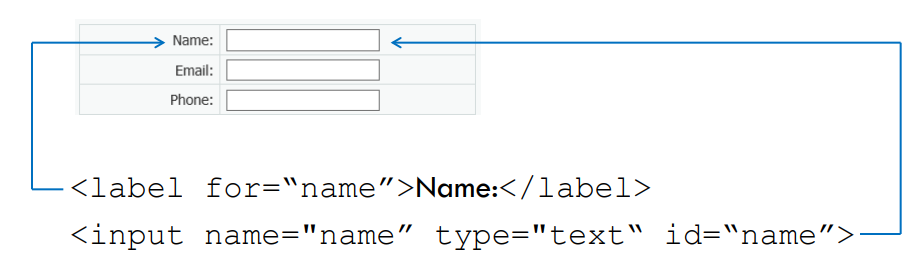 Name:
Email:
Phone:
<label for=“name”>Name:</label>
<input name="name” type="text“ id=“name”>